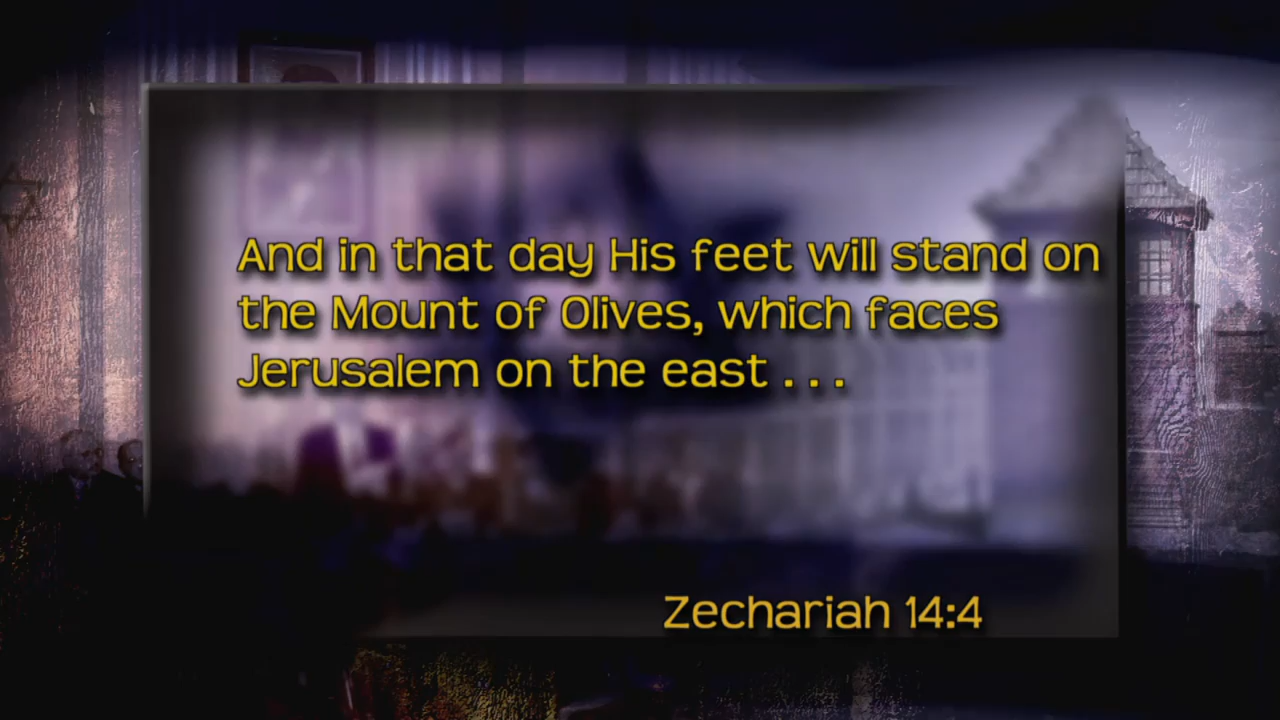 And in that day His feet will stand on
the Mount of Olives, which faces
Jerusalem on the east . . .
Zechariah 14:4